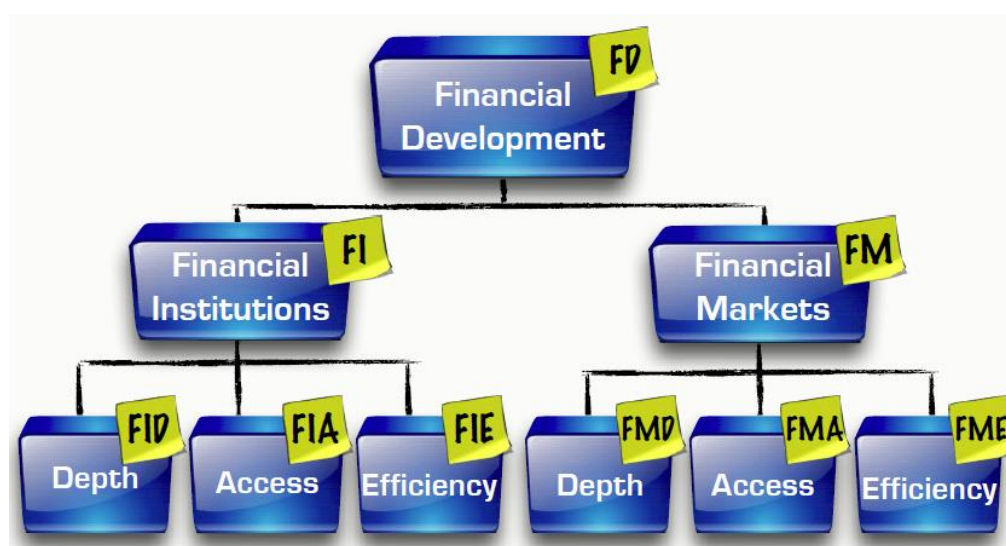 FD
Financial
Development
FI
Financial
Institutions
FM
Financial
Markets
FID
Depth
FIA
Access
FIE
Efficiency
FMD
Depth
FMA
Access
FME
Efficiency